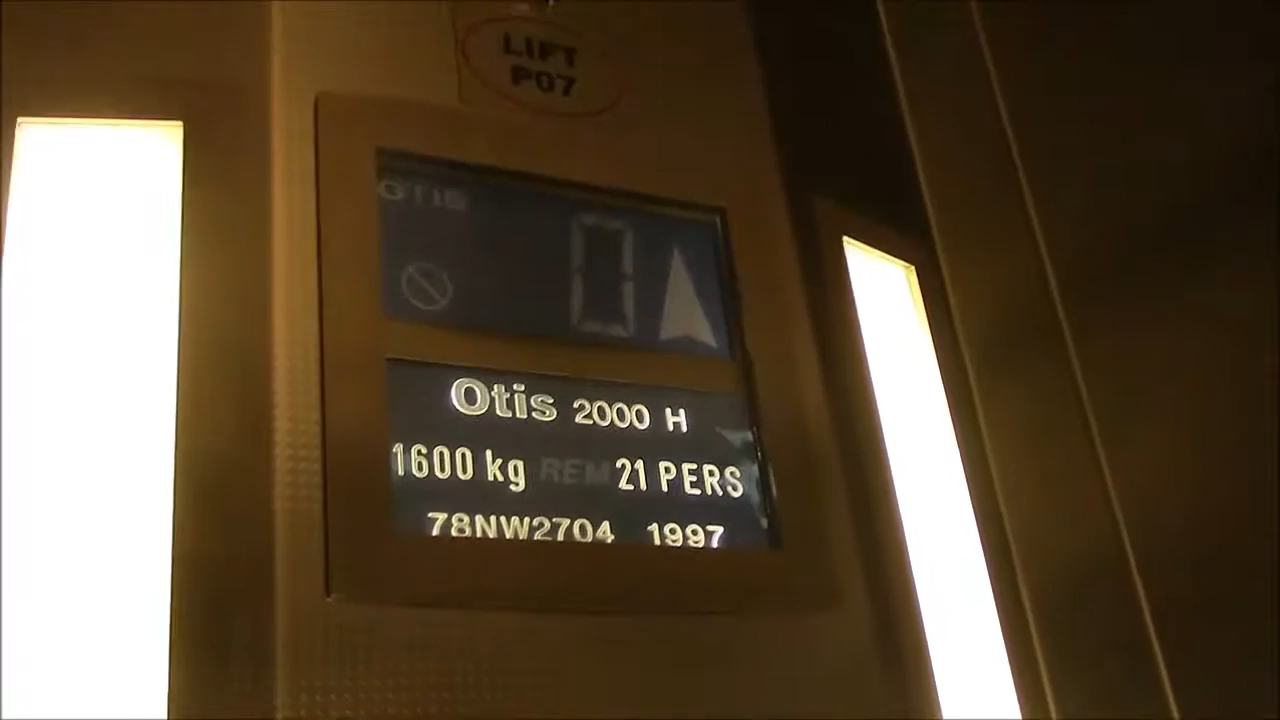 LIFT
P07
OTIS
0
Otis 2000 H
1600 kg REM 21 PERS
78NW2704 1997